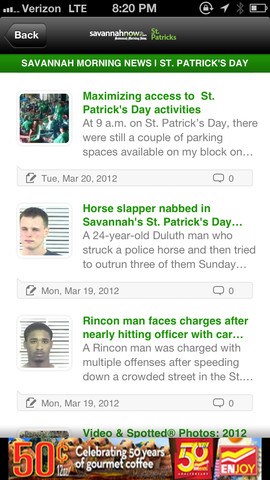 Verizon LTE 8:20 PM
Back savannahnow St. Patricks
SAVANNAH MORNING NEWS | ST. PATRICK'S DAY
Maximizing access to St.
Patrick's Day activities
At 9 a.m. on St. Patrick's Day, there
were still a couple of parking
spaces available on my block on...
Tue, Mar 20, 2012 0
Horse slapper nabbed in
Savannah's St. Patrick's Day...
A 24-year-old Duluth man who
struck a police horse and then tried
to outrun three of them Sunday...
Mon, Mar 19, 2012 0
Rincon man faces charges after
nearly hitting officer with car...
A Rincon man was charged with
multiple offenses after speeding
down a crowded street in the St....
Mon, Mar 19, 2012 0
Video & Spotted® Photos: 2012
50¢ 12oz Celebrating 50 years
of gourmet coffee
50 ENJOY